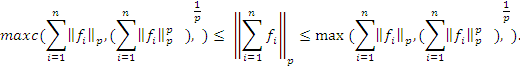 maxc(∑_{i=1}^{n}‖f_i‖_p, (∑_{i=1}^{n}‖f_i‖_p^p)^{1/p},) ≤ ‖∑_{i=1}^{n} f_i‖_p ≤ max (∑_{i=1}^{n}‖f_i‖_p, (∑_{i=1}^{n}‖f_i‖_p^p)^{1/p},).